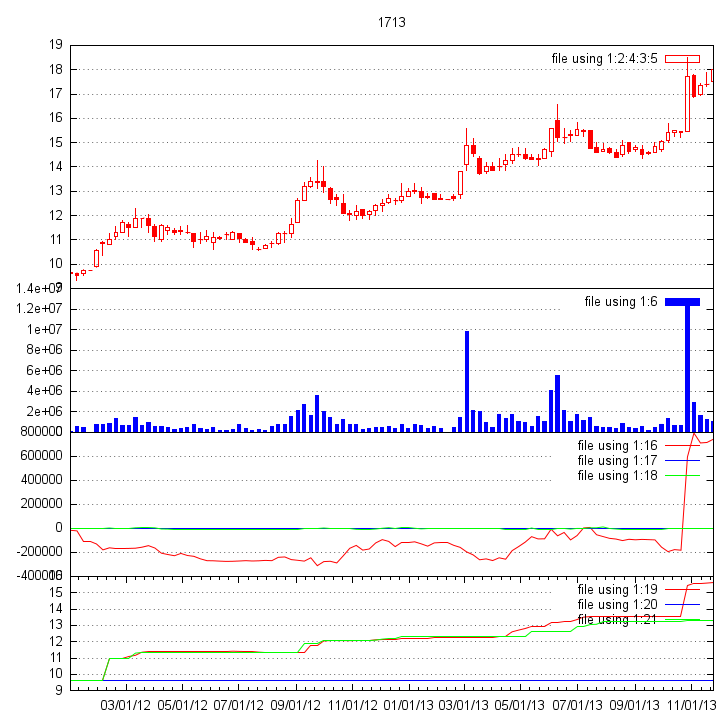 1713
19
file using 1:2:4:3:5
18
17
16
15
14
13
12
11
10
9
1.4e+07
file using 1:6
1.2e+07
1e+07
8e+06
6e+06
4e+06
2e+06
800000
file using 1:16
600000
file using 1:17
file using 1:18
400000
200000
0
-200000
-400000
16
file using 1:19
15
file using 1:20
14
file using 1:21
13
12
11
10
9
03/01/12 05/01/12 07/01/12 09/01/12 11/01/12 01/01/13 03/01/13 05/01/13 07/01/13 09/01/13 11/01/13